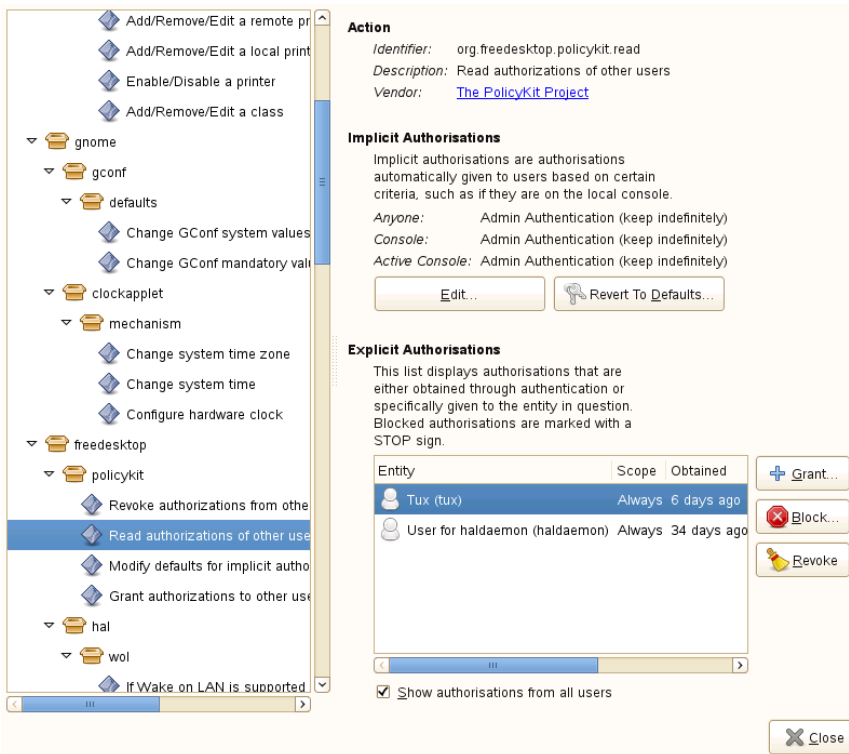 Add/Remove/Edit a remote pr
Add/Remove/Edit a local print
Enable/Disable a printer
Add/Remove/Edit a class
gnome
gconf
defaults
Change GConf system values
Change GConf mandatory valu
clockapplet
mechanism
Change system time zone
Change system time
Configure hardware clock
freedesktop
policykit
Revoke authorizations from othe
Read authorizations of other use
Modify defaults for implicit autho
Grant authorizations to other use
hal
wol
If Wake on LAN is supported
Action
Identifier: org.freedesktop.policykit.read
Description: Read authorizations of other users
Vendor: The PolicyKit Project
Implicit Authorisations
Implicit authorisations are authorisations
automatically given to users based on certain
criteria, such as if they are on the local console.
Anyone: Admin Authentication (keep indefinitely)
Console: Admin Authentication (keep indefinitely)
Active Console: Admin Authentication (keep indefinitely)
Edit... Revert To Defaults...
Explicit Authorisations
This list displays authorisations that are
either obtained through authentication or
specifically given to the entity in question.
Blocked authorisations are marked with a
STOP sign.
Entity Scope Obtained
Tux (tux) Always 6 days ago
User for haldaemon (haldaemon) Always 34 days ago
Grant...
Block...
Revoke
Show authorisations from all users
Close